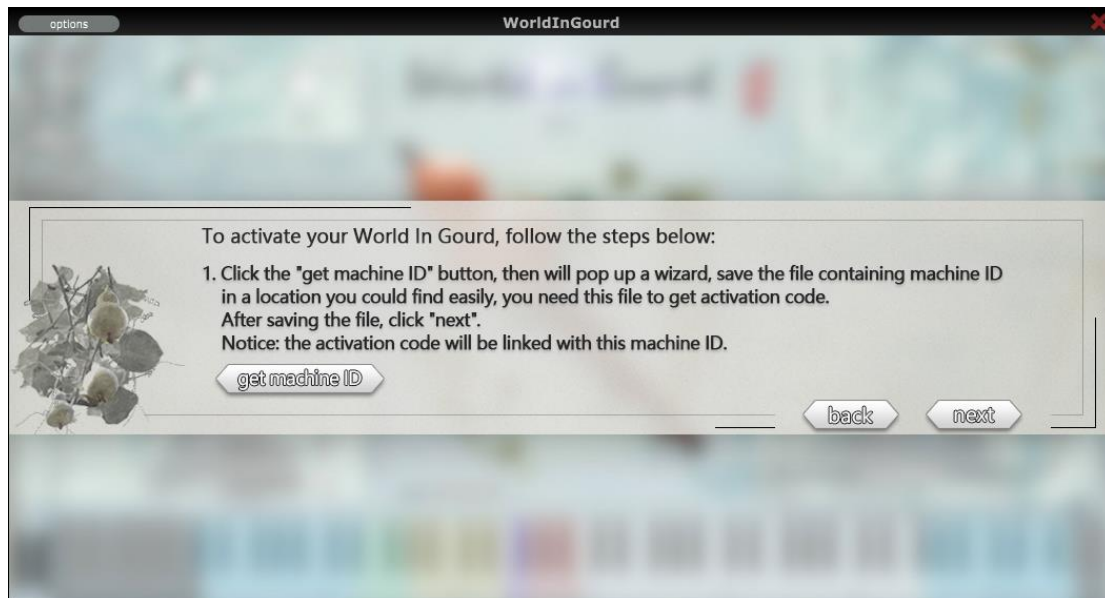 options
WorldInGourd
To activate your World In Gourd, follow the steps below:
1. Click the "get machine ID" button, then will pop up a wizard, save the file containing machine ID
in a location you could find easily, you need this file to get activation code.
After saving the file, click "next".
Notice: the activation code will be linked with this machine ID.
get machine ID
back
next